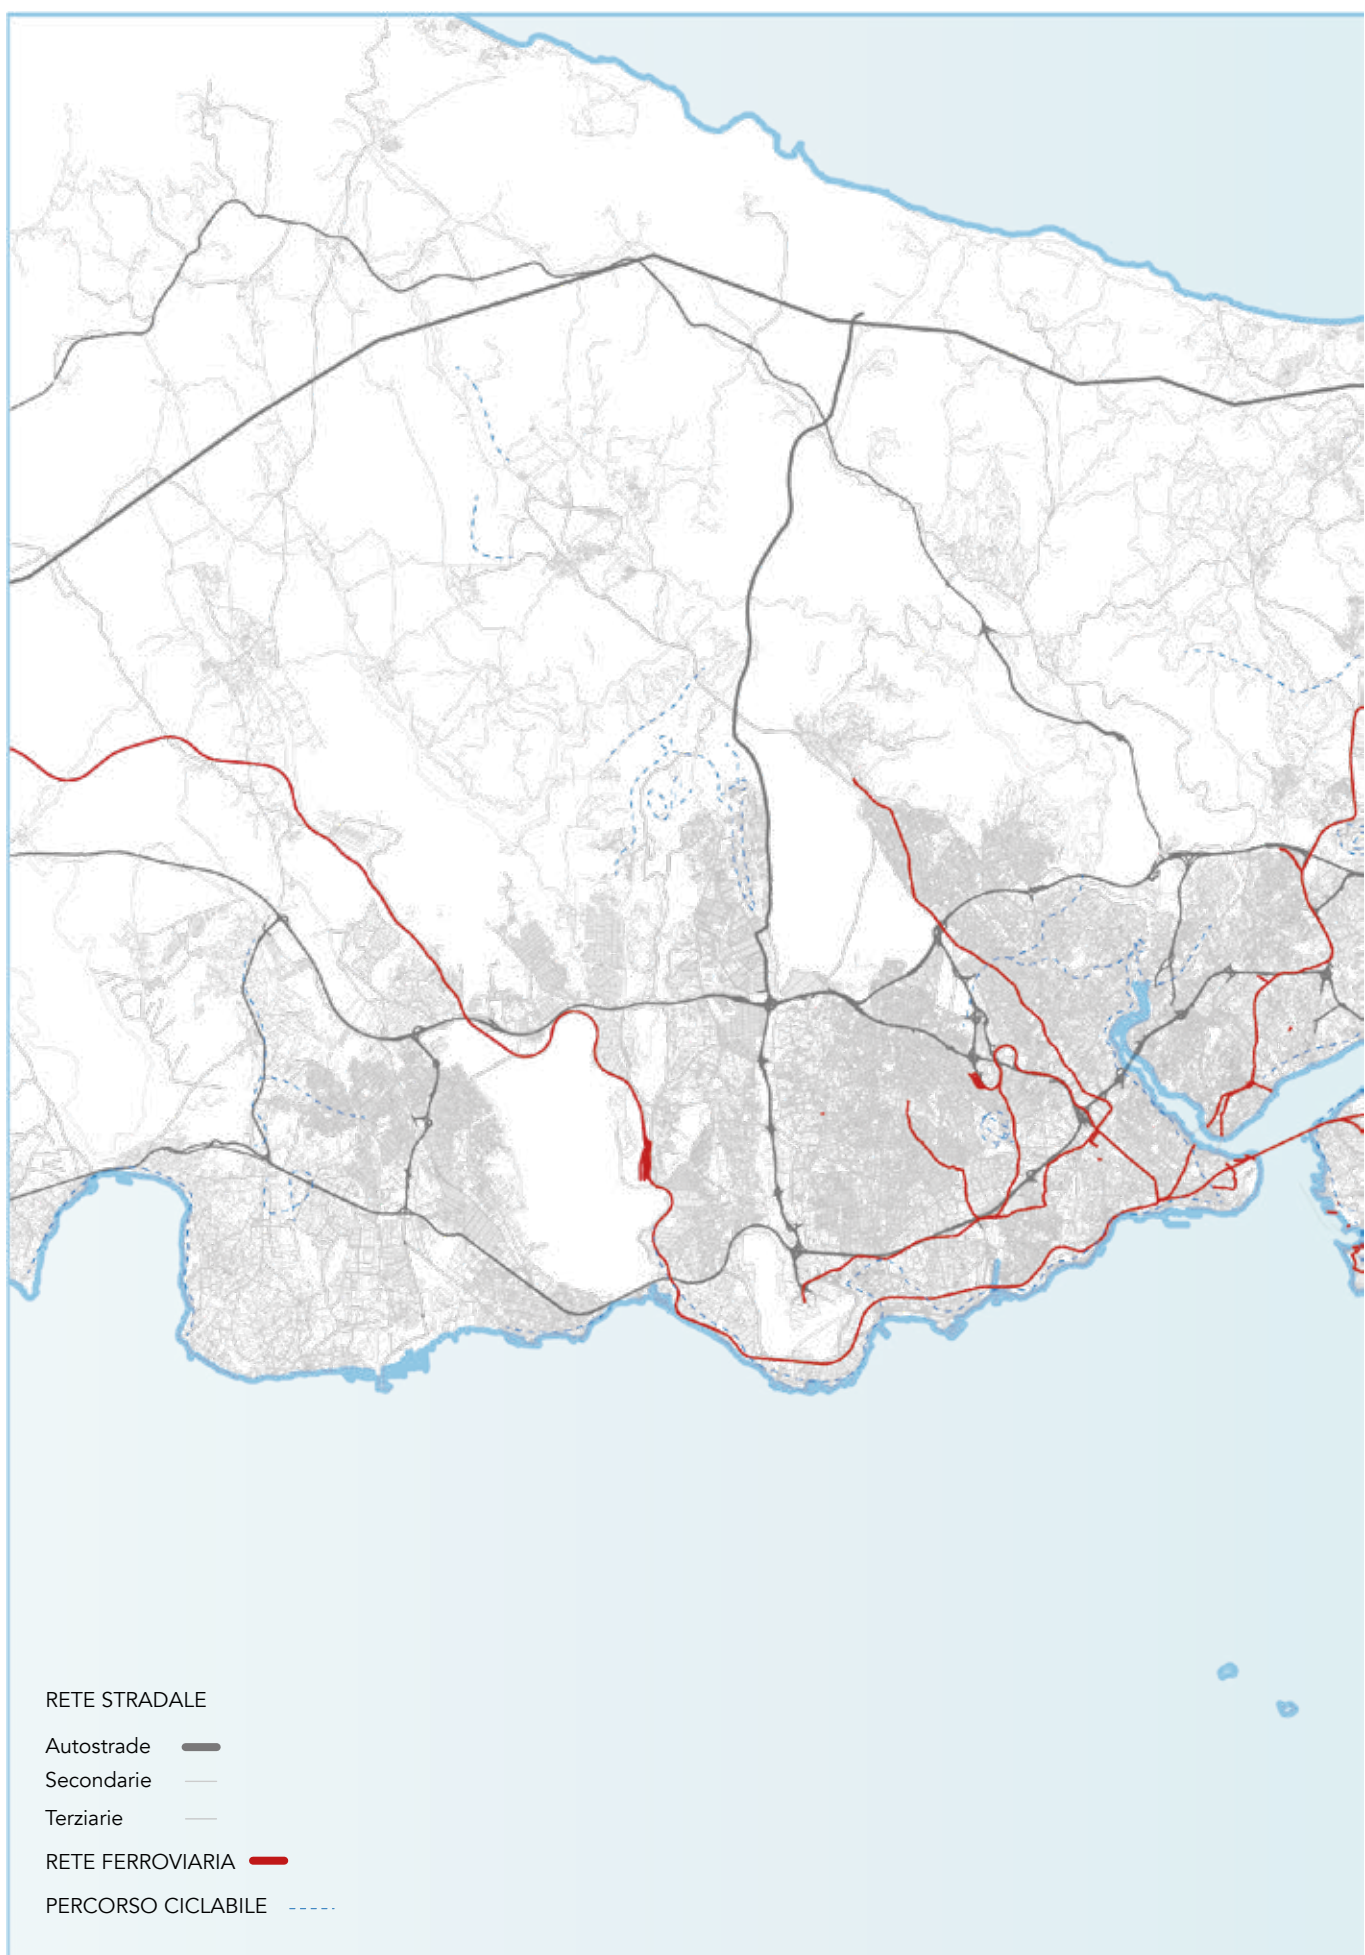 RETE STRADALE
Autostrade
Secondarie
Terziarie
RETE FERROVIARIA
PERCORSO CICLABILE